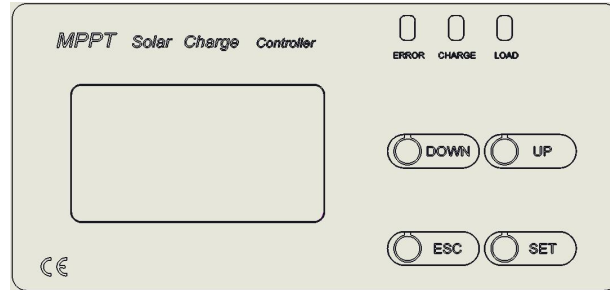 MPPT Solar Charge Controller
ERROR CHARGE LOAD
DOWN UP
ESC SET
CE